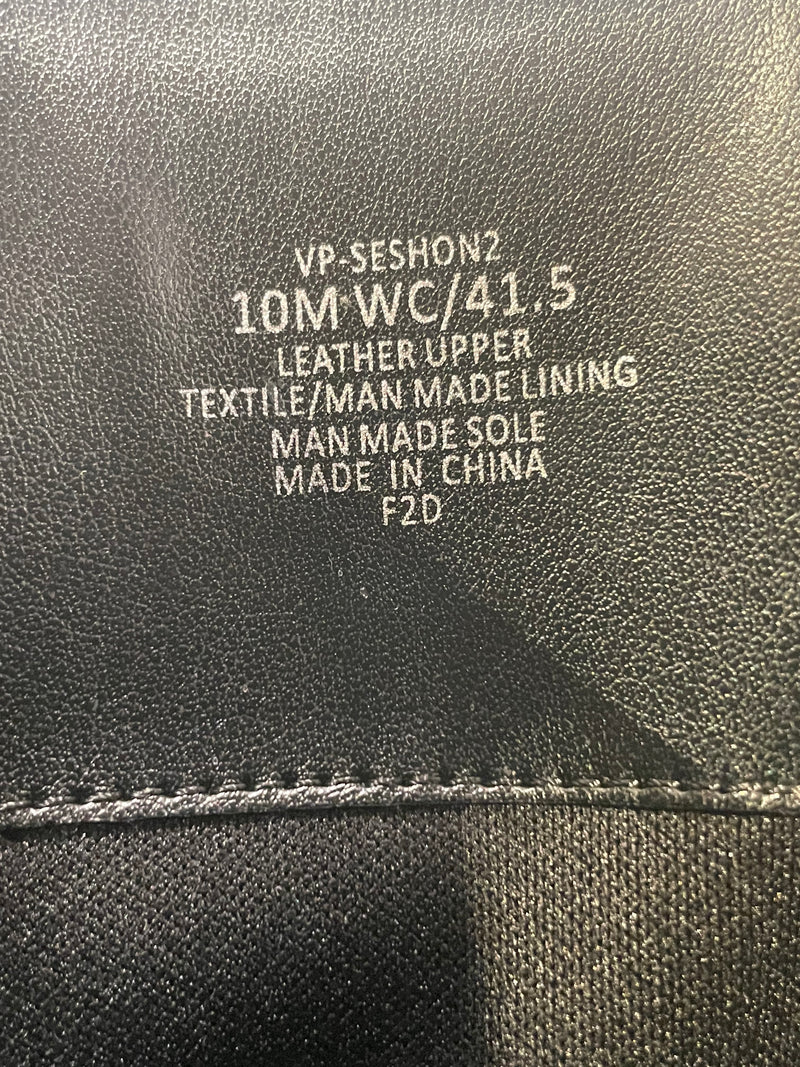 VP-SESHON2
10M WC/41.5
LEATHER UPPER
TEXTILE/MAN MADE LINING
MAN MADE SOLE
MADE IN CHINA
F2D